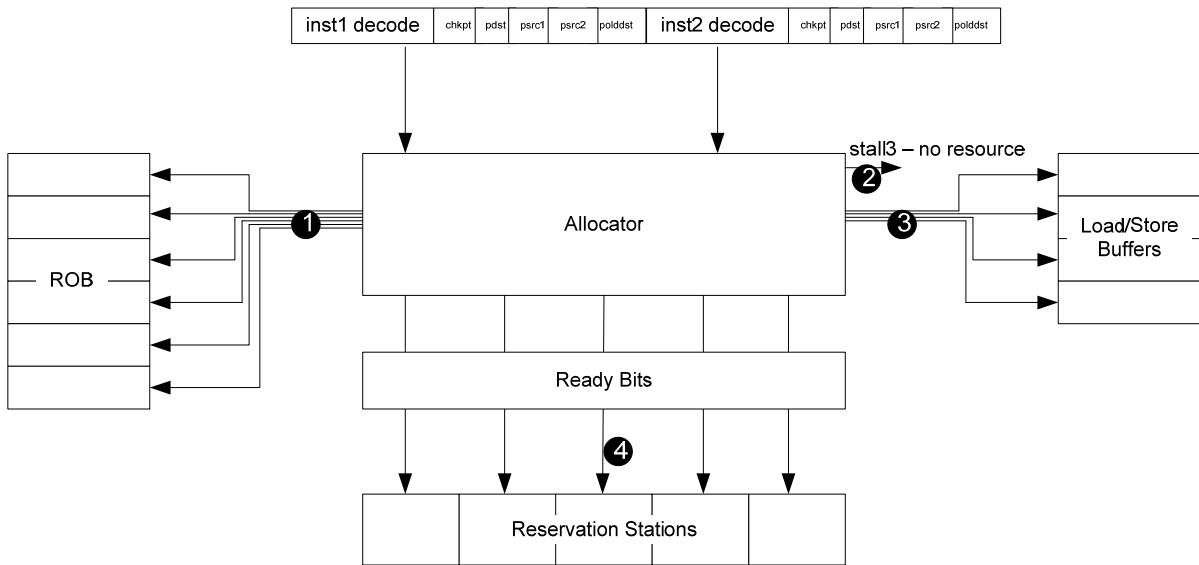 inst1 decode chkpt pdst psrc1 psrc2 polddst inst2 decode chkpt pdst psrc1 psrc2 polddst
stall3 – no resource
2
1
Allocator
3
Load/Store
Buffers
ROB
Ready Bits
4
Reservation Stations